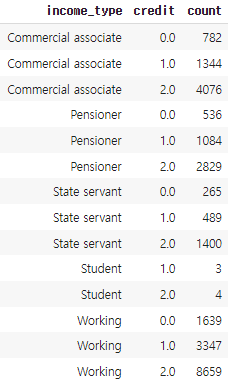 income_type credit count
Commercial associate 0.0 782
Commercial associate 1.0 1344
Commercial associate 2.0 4076
Pensioner 0.0 536
Pensioner 1.0 1084
Pensioner 2.0 2829
State servant 0.0 265
State servant 1.0 489
State servant 2.0 1400
Student 1.0 3
Student 2.0 4
Working 0.0 1639
Working 1.0 3347
Working 2.0 8659